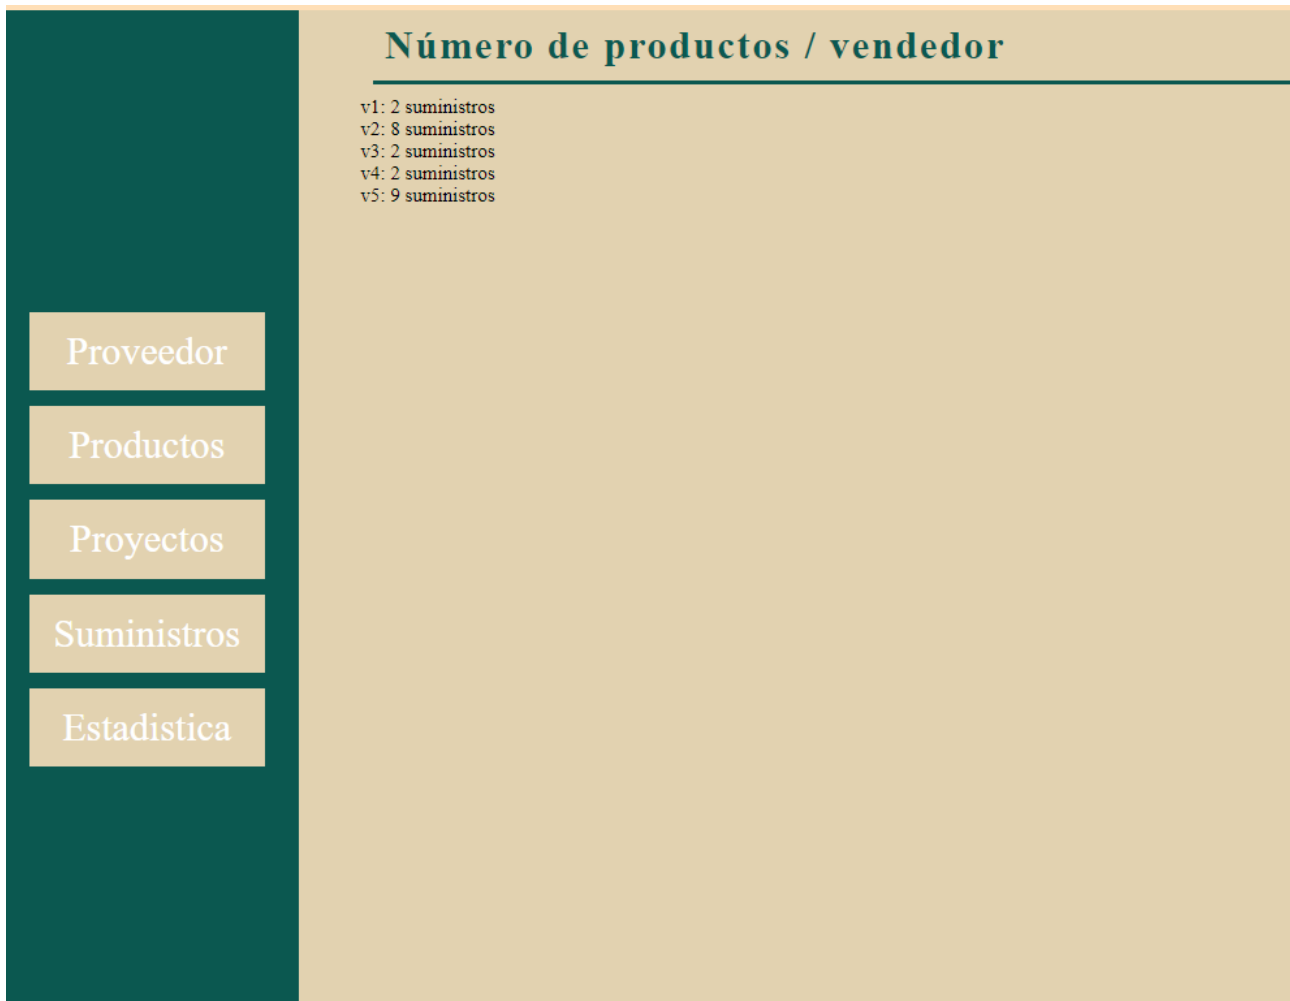 Número de productos / vendedor
v1: 2 suministros
v2: 8 suministros
v3: 2 suministros
v4: 2 suministros
v5: 9 suministros
Proveedor
Productos
Proyectos
Suministros
Estadistica